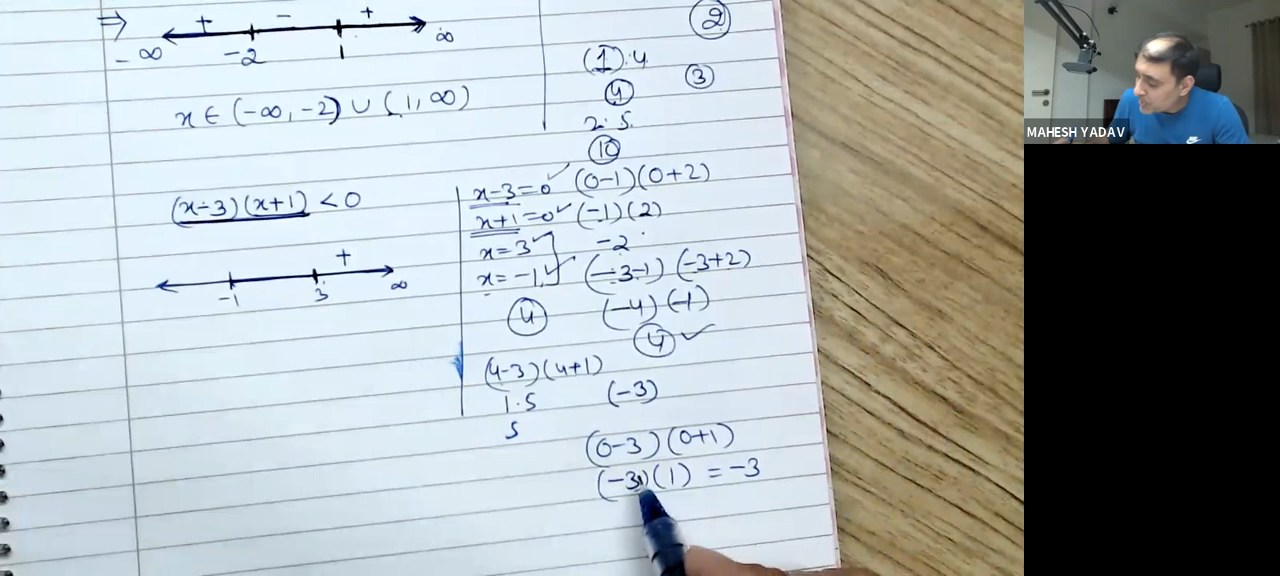 ⇒ + − +
-∞ -2 1 ∞
x ∈ (-∞, -2) ∪ (1, ∞)
②
(1)·4
④ ③
2·5
⑩
(x-3)(x+1) < 0
+
-1 3 ∞
x-3=0 ✓
x+1=0 ✓
x=3 ✓
x=-1 ✓
④
(4-3)(4+1)
1·5
5
(0-1)(0+2)
(-1)(2)
-2
(-3-1)(-3+2)
(-4)(-1)
④ ✓
(-3)
(0-3)(0+1)
(-3)(1) = -3
MAHESH YADAV